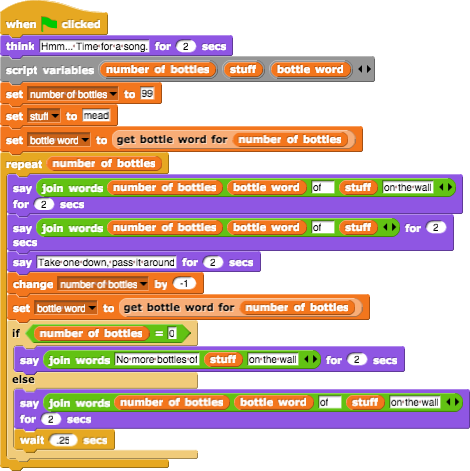 when clicked
think Hmm... Time for a song. for 2 secs
script variables number of bottles stuff bottle word
set number of bottles to 99
set stuff to mead
set bottle word to get bottle word for number of bottles
repeat number of bottles
say join words number of bottles bottle word of stuff on the wall
for 2 secs
say join words number of bottles bottle word of stuff for 2
secs
say Take one down, pass it around for 2 secs
change number of bottles by -1
set bottle word to get bottle word for number of bottles
if number of bottles = 0
say join words No more bottles of stuff on the wall for 2 secs
else
say join words number of bottles bottle word of stuff on the wall
for 2 secs
wait .25 secs